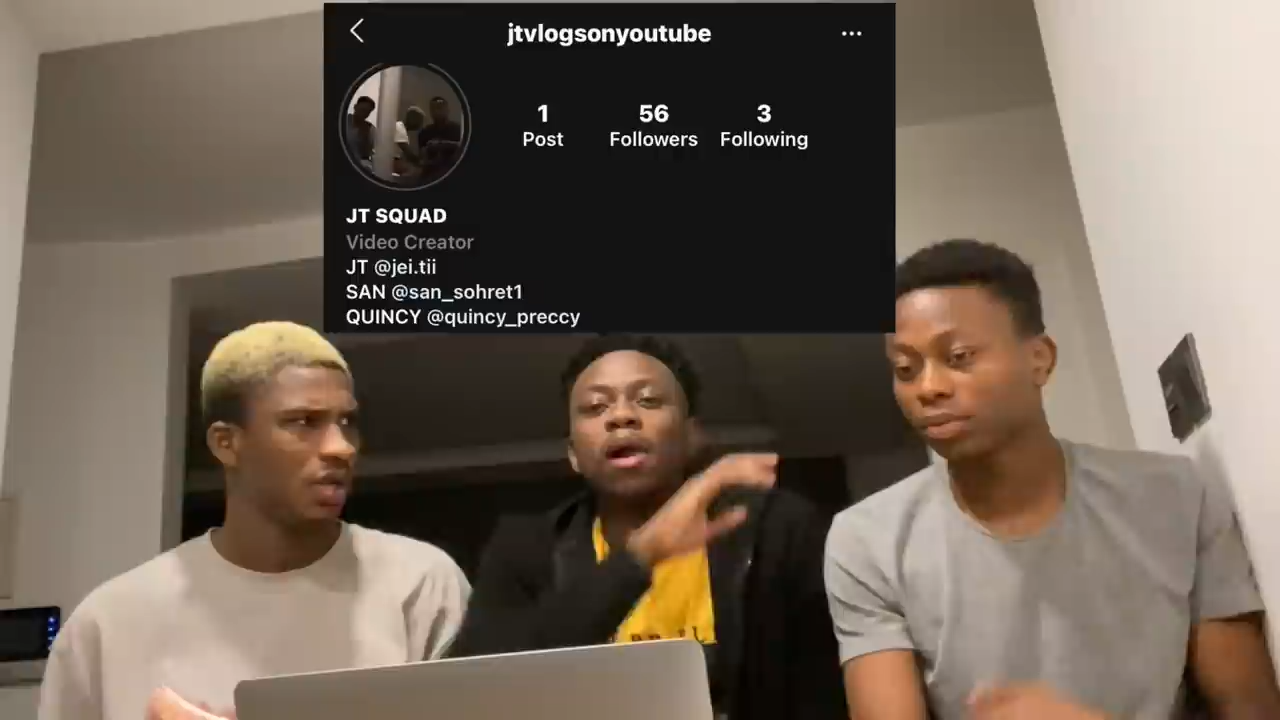 jtvlogsonyoutube
1 56 3
Post Followers Following
JT SQUAD
Video Creator
JT @jei.tii
SAN @san_sohret1
QUINCY @quincy_preccy